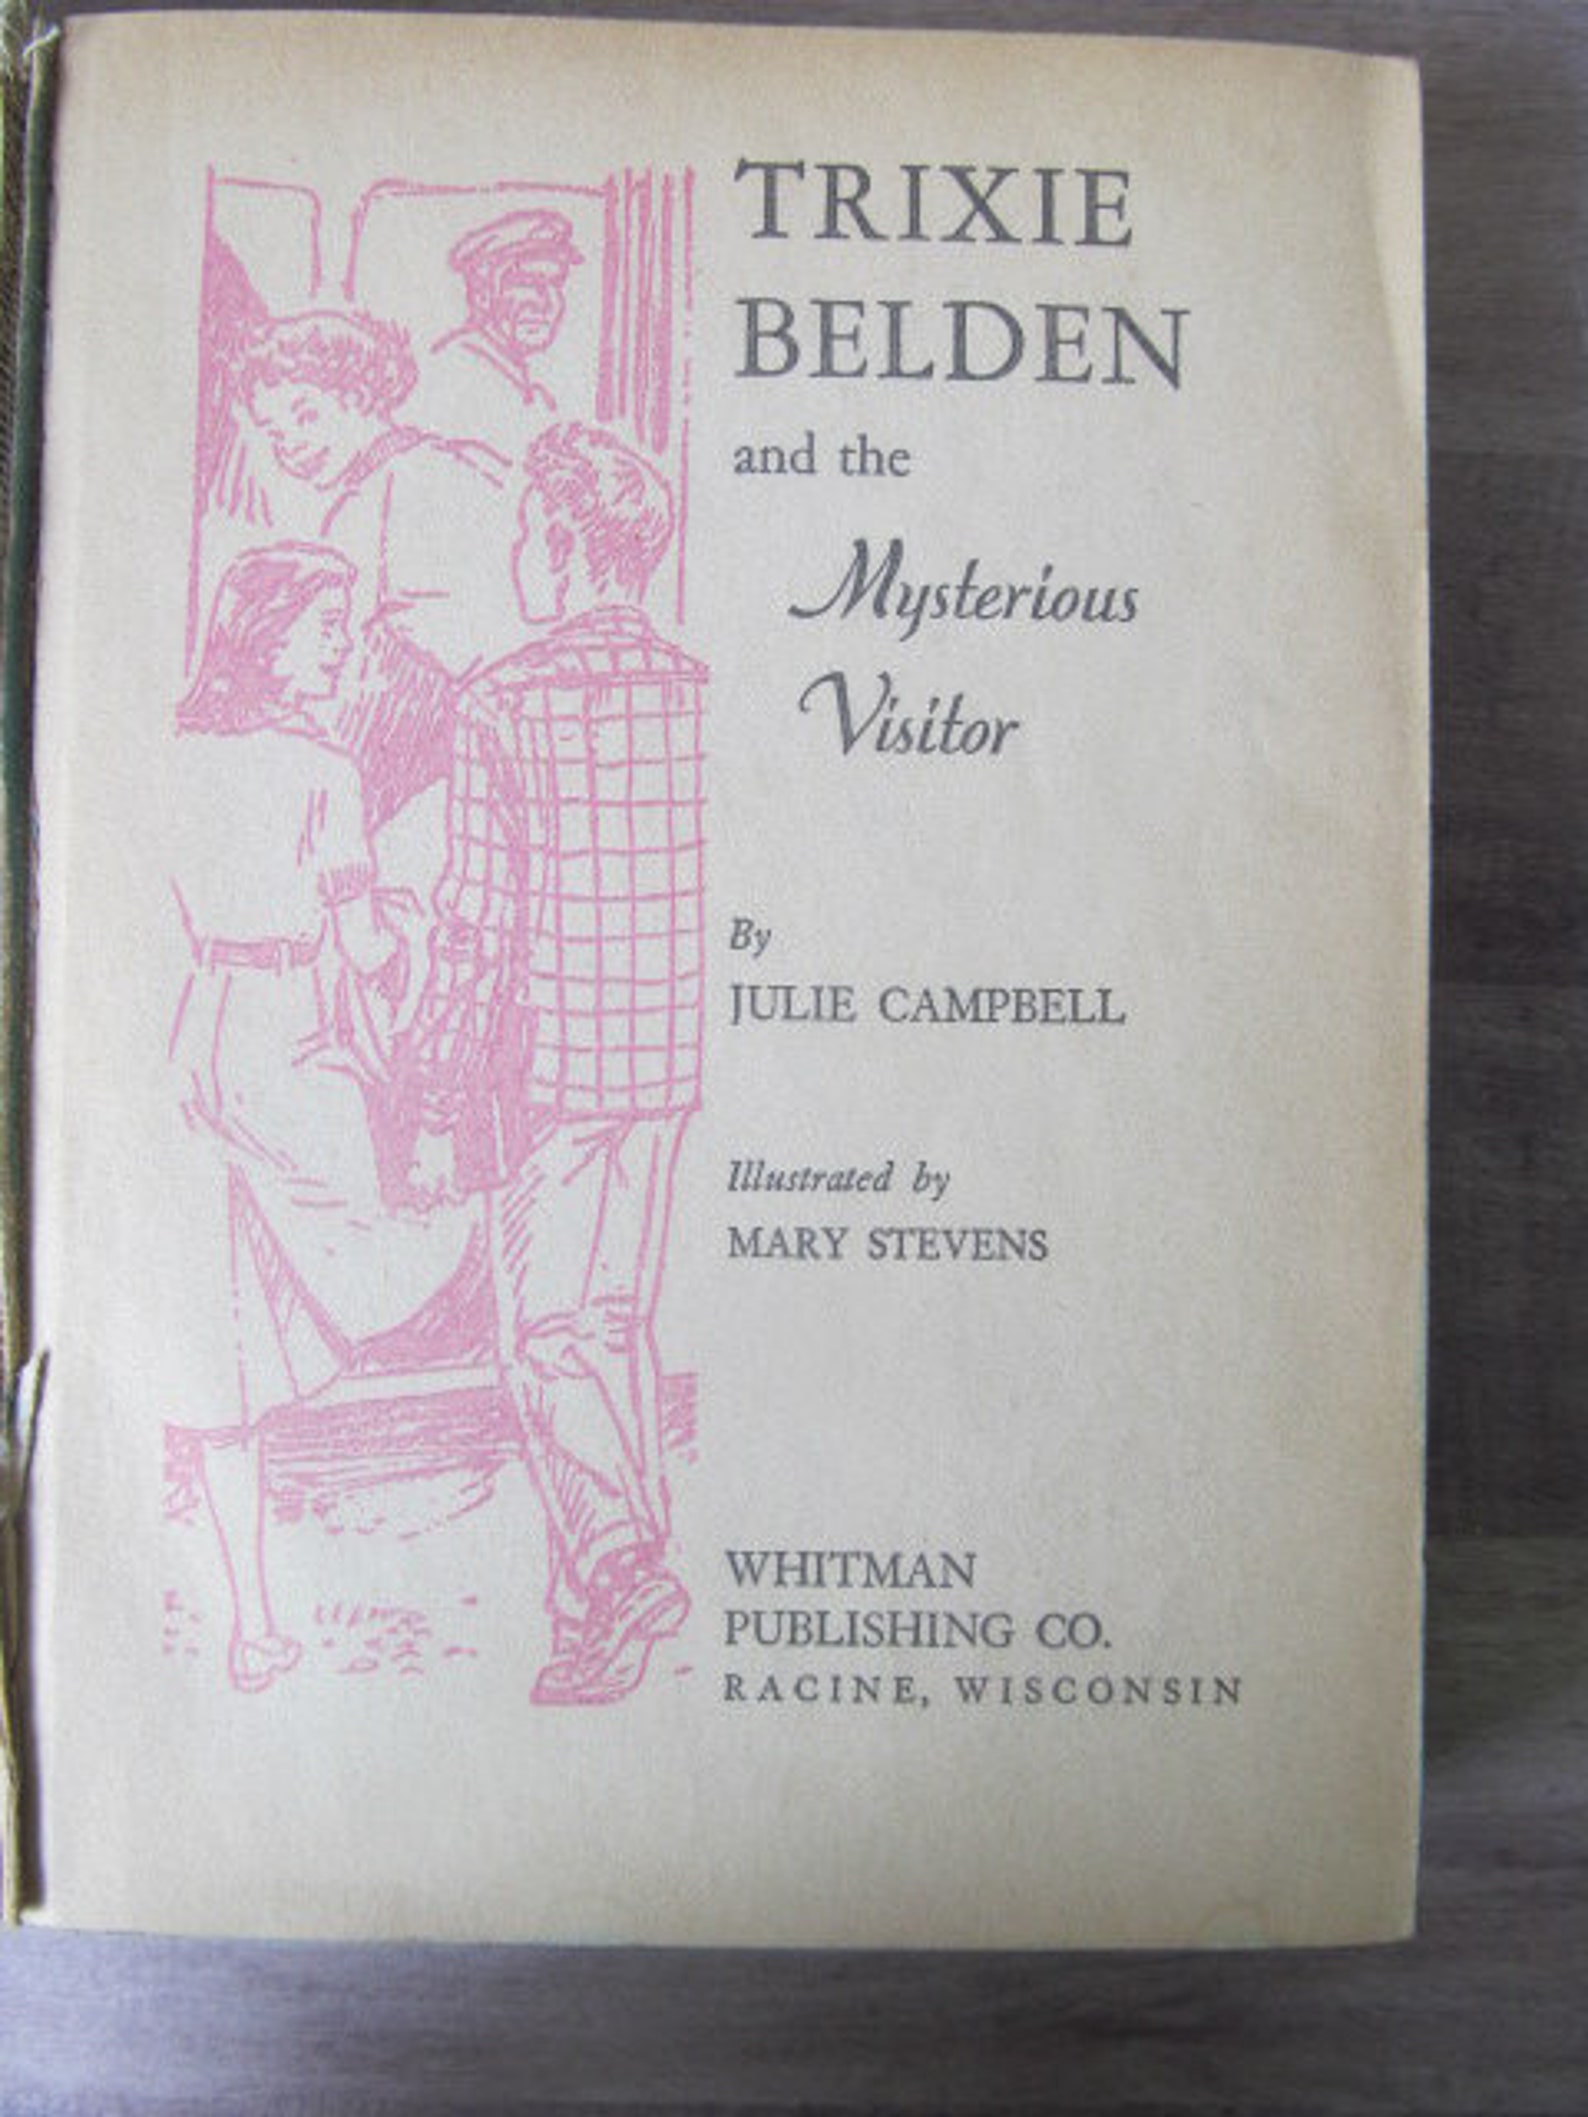 TRIXIE
BELDEN
and the
Mysterious
Visitor
By
JULIE CAMPBELL
Illustrated by
MARY STEVENS
WHITMAN
PUBLISHING CO.
RACINE, WISCONSIN